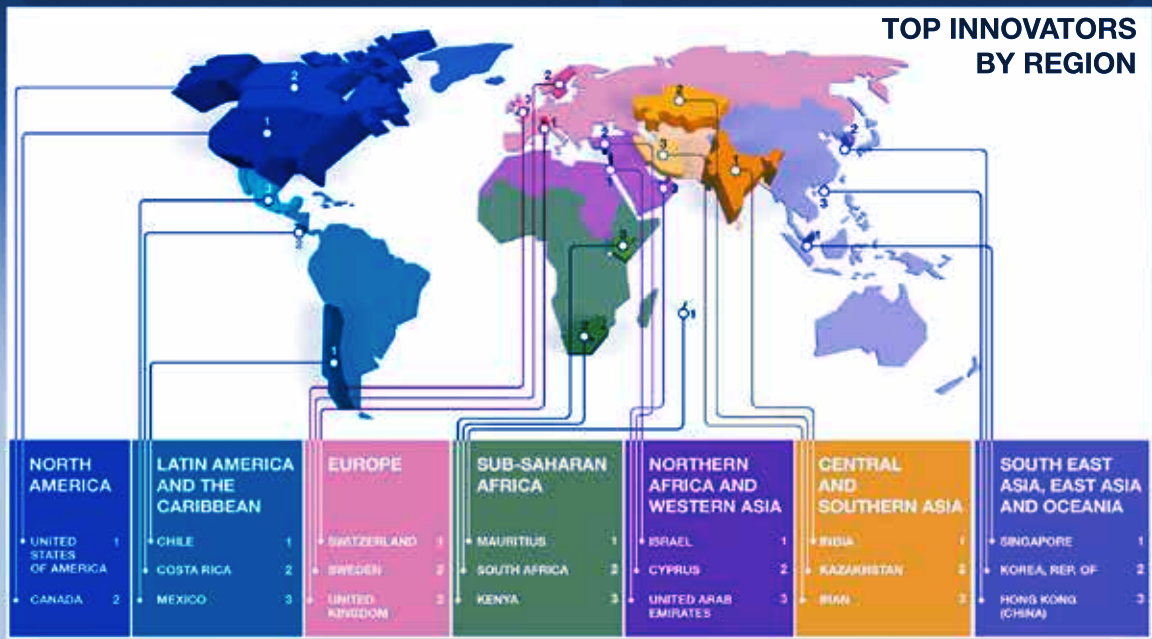 TOP INNOVATORS
BY REGION
NORTH
AMERICA
UNITED 1
STATES
OF AMERICA
CANADA 2
LATIN AMERICA
AND THE
CARIBBEAN
CHILE 1
COSTA RICA 2
MEXICO 3
EUROPE
SWITZERLAND 1
SWEDEN 2
UNITED 3
KINGDOM
SUB-SAHARAN
AFRICA
MAURITIUS 1
SOUTH AFRICA 2
KENYA 3
NORTHERN
AFRICA AND
WESTERN ASIA
ISRAEL 1
CYPRUS 2
UNITED ARAB 3
EMIRATES
CENTRAL
AND
SOUTHERN ASIA
INDIA 1
KAZAKHSTAN 2
IRAN 3
SOUTH EAST
ASIA, EAST ASIA
AND OCEANIA
SINGAPORE 1
KOREA, REP. OF 2
HONG KONG 3
(CHINA)